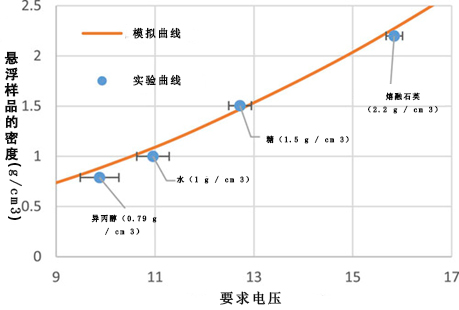 2.5
2
1.5
1
0.5
0
悬浮样品的密度(g/cm3)
模拟曲线
实验曲线
熔融石英
(2.2 g / cm 3)
糖（1.5 g / cm 3）
水（1 g / cm 3）
异丙醇（0.79 g
/ cm 3）
9
11
13
15
17
要求电压